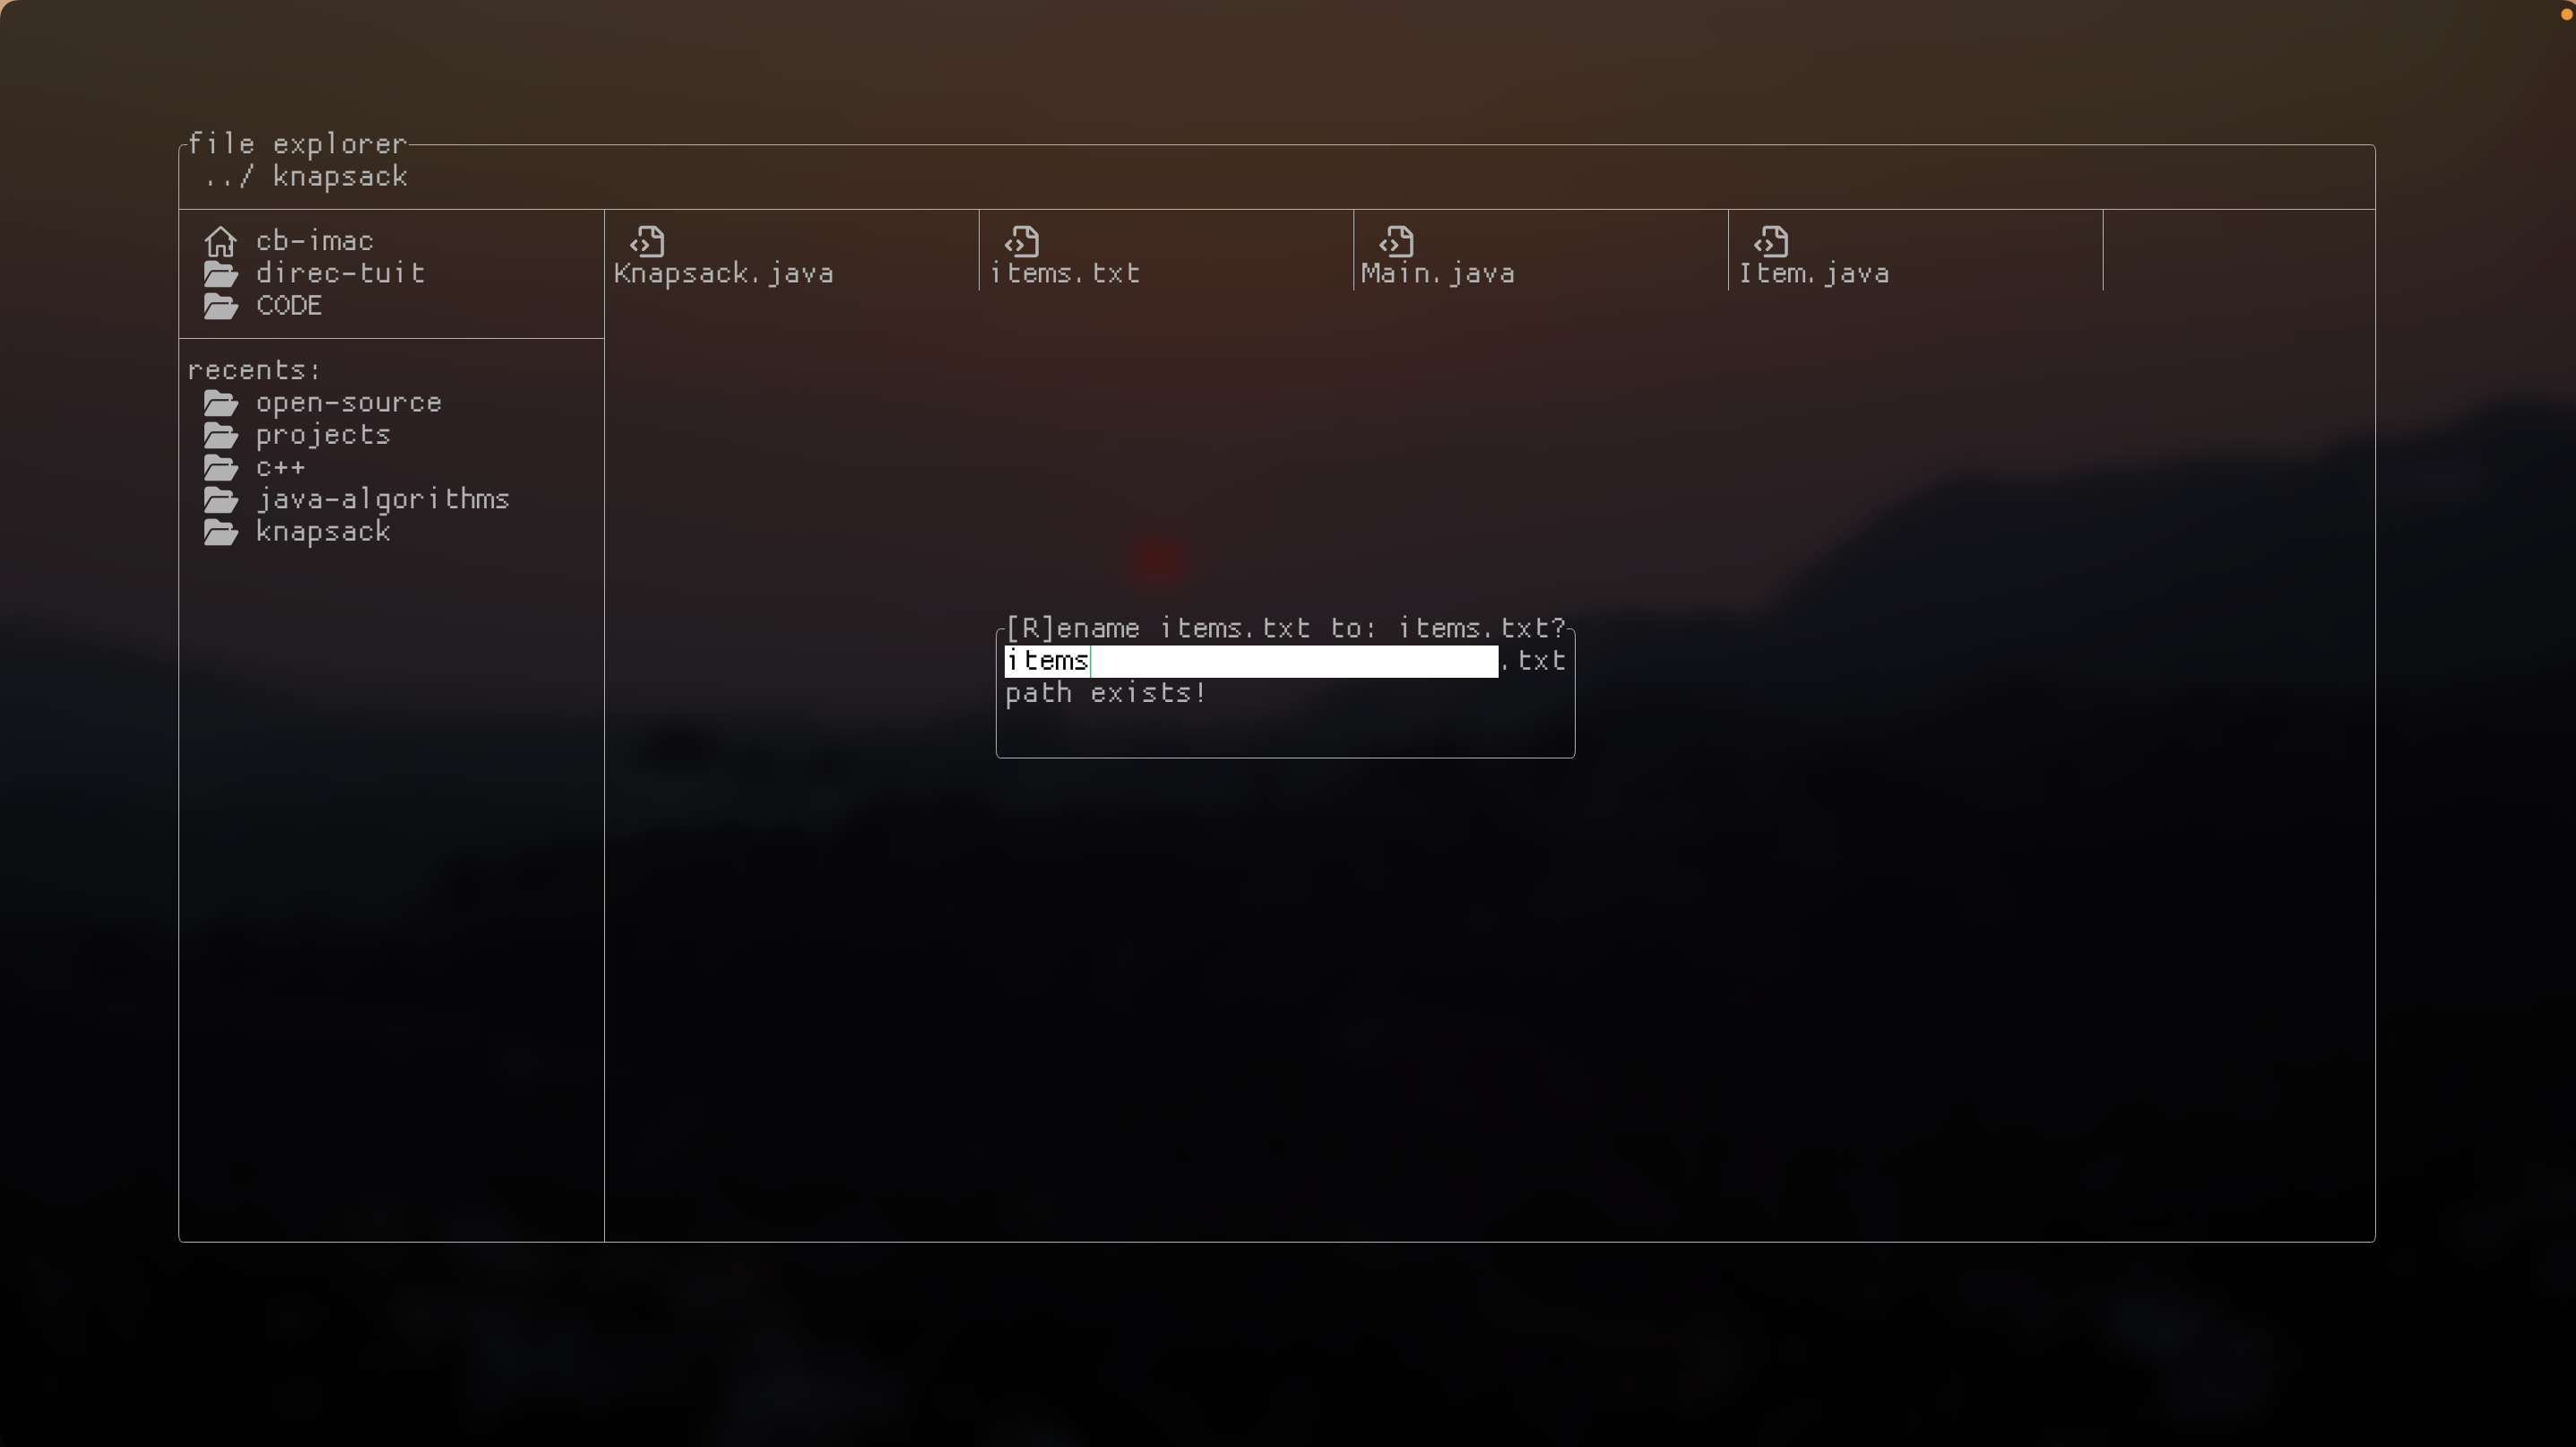 file explorer
../ knapsack
cb-imac
direc-tuit
CODE
recents:
open-source
projects
c++
java-algorithms
knapsack
Knapsack.java
items.txt
Main.java
Item.java
[R]ename items.txt to: items.txt?
items.txt
path exists!